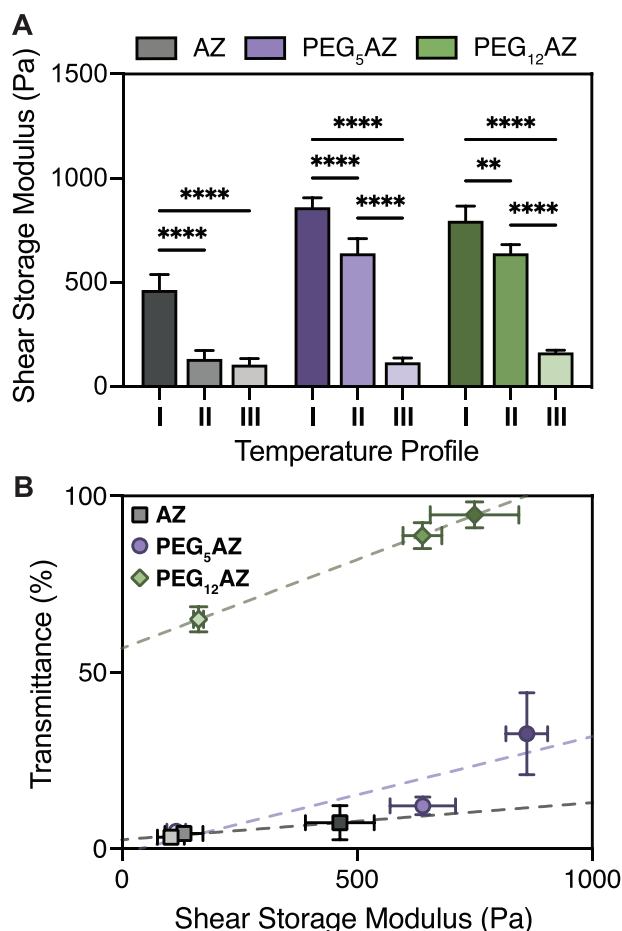 A
AZ PEG5AZ PEG12AZ
Shear Storage Modulus (Pa)
1500
1000
500
0
**** **** **** **** **** **** ** ****
I II III I II III I II III
Temperature Profile
B
Transmittance (%)
100
50
0
AZ
PEG5AZ
PEG12AZ
0 500 1000
Shear Storage Modulus (Pa)